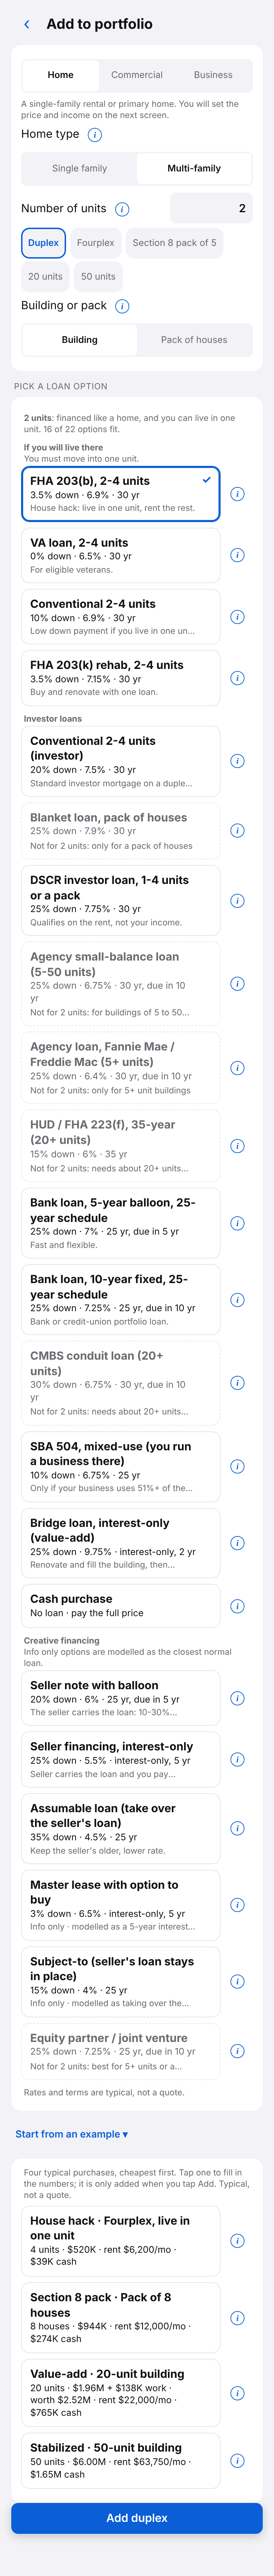 Add to portfolio
Home
Commercial
Business
A single-family rental or primary home. You will set the
price and income on the next screen.
Home type
Single family
Multi-family
Number of units
2
Duplex
Fourplex
Section 8 pack of 5
20 units
50 units
Building or pack
Building
Pack of houses
PICK A LOAN OPTION
2 units: financed like a home, and you can live in one
unit. 16 of 22 options fit.
If you will live there
You must move into one unit.
FHA 203(b), 2-4 units
3.5% down · 6.9% · 30 yr
House hack: live in one unit, rent the rest.
VA loan, 2-4 units
0% down · 6.5% · 30 yr
For eligible veterans.
Conventional 2-4 units
10% down · 6.9% · 30 yr
Low down payment if you live in one un...
FHA 203(k) rehab, 2-4 units
3.5% down · 7.15% · 30 yr
Buy and renovate with one loan.
Investor loans
Conventional 2-4 units
(investor)
20% down · 7.5% · 30 yr
Standard investor mortgage on a duple...
Blanket loan, pack of houses
25% down · 7.9% · 30 yr
Not for 2 units: only for a pack of houses
DSCR investor loan, 1-4 units
or a pack
25% down · 7.75% · 30 yr
Qualifies on the rent, not your income.
Agency small-balance loan
(5-50 units)
25% down · 6.75% · 30 yr, due in 10
yr
Not for 2 units: for buildings of 5 to 50...
Agency loan, Fannie Mae /
Freddie Mac (5+ units)
25% down · 6.4% · 30 yr, due in 10 yr
Not for 2 units: only for 5+ unit buildings
HUD / FHA 223(f), 35-year
(20+ units)
15% down · 6% · 35 yr
Not for 2 units: needs about 20+ units...
Bank loan, 5-year balloon, 25-
year schedule
25% down · 7% · 25 yr, due in 5 yr
Fast and flexible.
Bank loan, 10-year fixed, 25-
year schedule
25% down · 7.25% · 25 yr, due in 10 yr
Bank or credit-union portfolio loan.
CMBS conduit loan (20+
units)
30% down · 6.75% · 30 yr, due in 10
yr
Not for 2 units: needs about 20+ units...
SBA 504, mixed-use (you run
a business there)
10% down · 6.75% · 25 yr
Only if your business uses 51%+ of the...
Bridge loan, interest-only
(value-add)
25% down · 9.75% · interest-only, 2 yr
Renovate and fill the building, then...
Cash purchase
No loan · pay the full price
Creative financing
Info only options are modelled as the closest normal
loan.
Seller note with balloon
20% down · 6% · 25 yr, due in 5 yr
The seller carries the loan: 10-30%...
Seller financing, interest-only
25% down · 5.5% · interest-only, 5 yr
Seller carries the loan and you pay...
Assumable loan (take over
the seller's loan)
35% down · 4.5% · 25 yr
Keep the seller's older, lower rate.
Master lease with option to
buy
3% down · 6.5% · interest-only, 5 yr
Info only · modelled as a 5-year interest...
Subject-to (seller's loan stays
in place)
15% down · 4% · 25 yr
Info only · modelled as taking over the...
Equity partner / joint venture
25% down · 7.25% · 25 yr, due in 10 yr
Not for 2 units: best for 5+ units or a...
Rates and terms are typical, not a quote.
Start from an example ▾
Four typical purchases, cheapest first. Tap one to fill in
the numbers; it is only added when you tap Add. Typical,
not a quote.
House hack · Fourplex, live in
one unit
4 units · $520K · rent $6,200/mo ·
$39K cash
Section 8 pack · Pack of 8
houses
8 houses · $944K · rent $12,000/mo ·
$274K cash
Value-add · 20-unit building
20 units · $1.96M + $138K work ·
worth $2.52M · rent $22,000/mo ·
$765K cash
Stabilized · 50-unit building
50 units · $6.00M · rent $63,750/mo ·
$1.65M cash
Add duplex